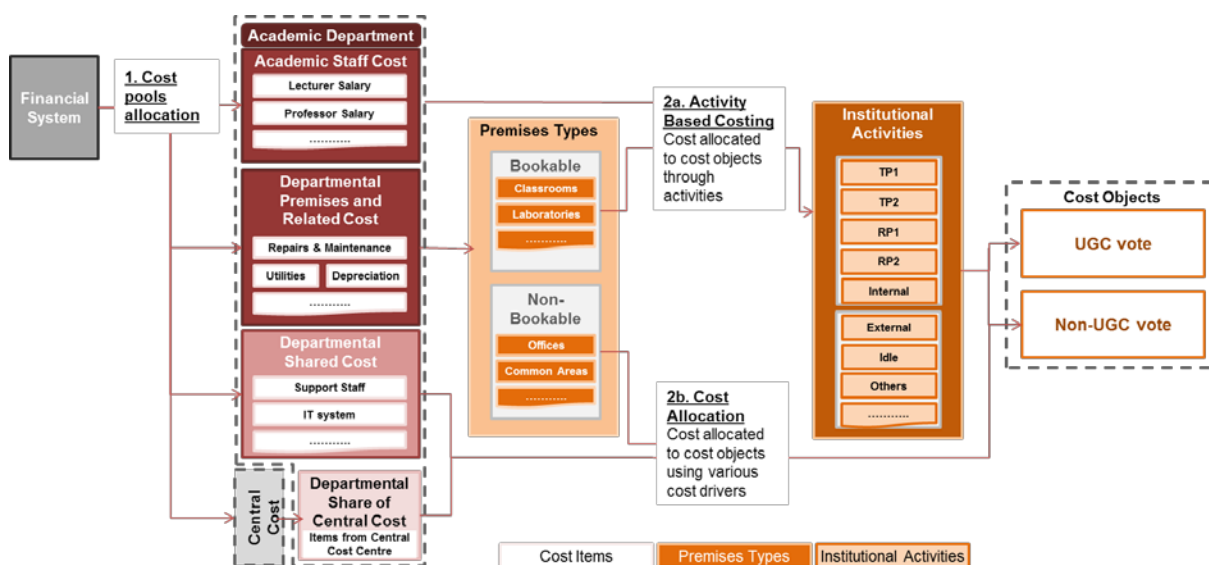 Financial
System
1. Cost
pools
allocation
Academic Department
Academic Staff Cost
Lecturer Salary
Professor Salary
...........
Departmental
Premises and
Related Cost
Repairs & Maintenance
Utilities
Depreciation
...........
Departmental
Shared Cost
Support Staff
IT system
...........
Central
Cost
Departmental
Share of
Central Cost
Items from Central
Cost Centre
Premises Types
Bookable
Classrooms
Laboratories
...........
Non-
Bookable
Offices
Common Areas
...........
2a. Activity
Based Costing
Cost allocated
to cost objects
through
activities
2b. Cost
Allocation
Cost allocated
to cost objects
using various
cost drivers
Institutional
Activities
TP1
TP2
RP1
RP2
Internal
External
Idle
Others
...........
Cost Objects
UGC vote
Non-UGC vote
Cost Items
Premises Types
Institutional Activities